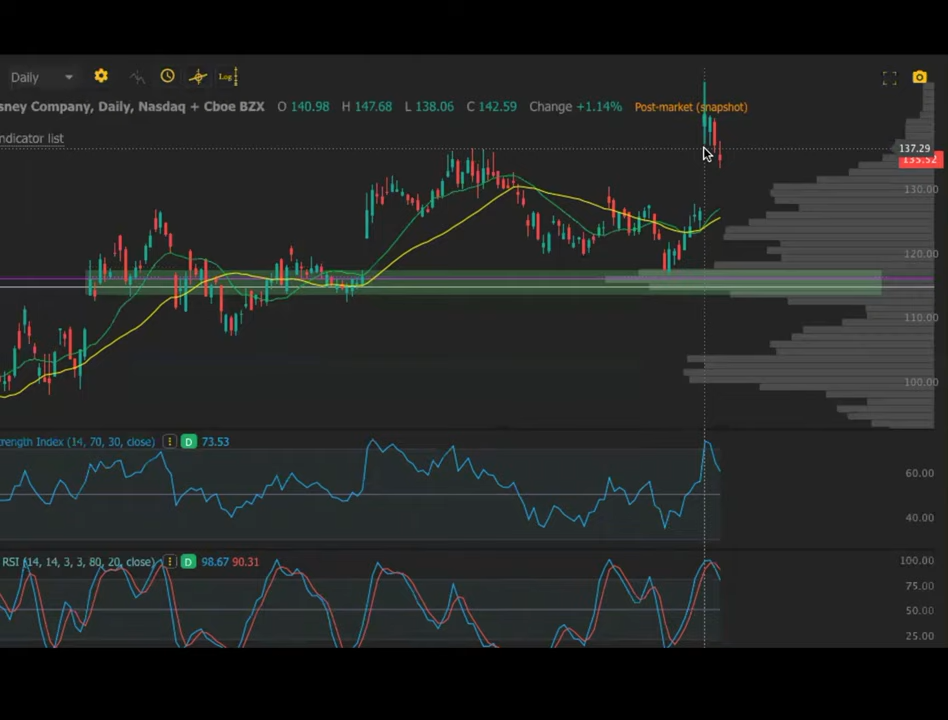 Daily Log
sney Company, Daily, Nasdaq + Cboe BZX O 140.98 H 147.68 L 138.06 C 142.59 Change +1.14% Post-market (snapshot)
ndicator list
137.29
135.52
130.00
120.00
110.00
100.00
trength Index (14, 70, 30, close) D 73.53
60.00
40.00
RSI (14, 14, 3, 3, 80, 20, close) D 98.67 90.31
100.00
75.00
50.00
25.00